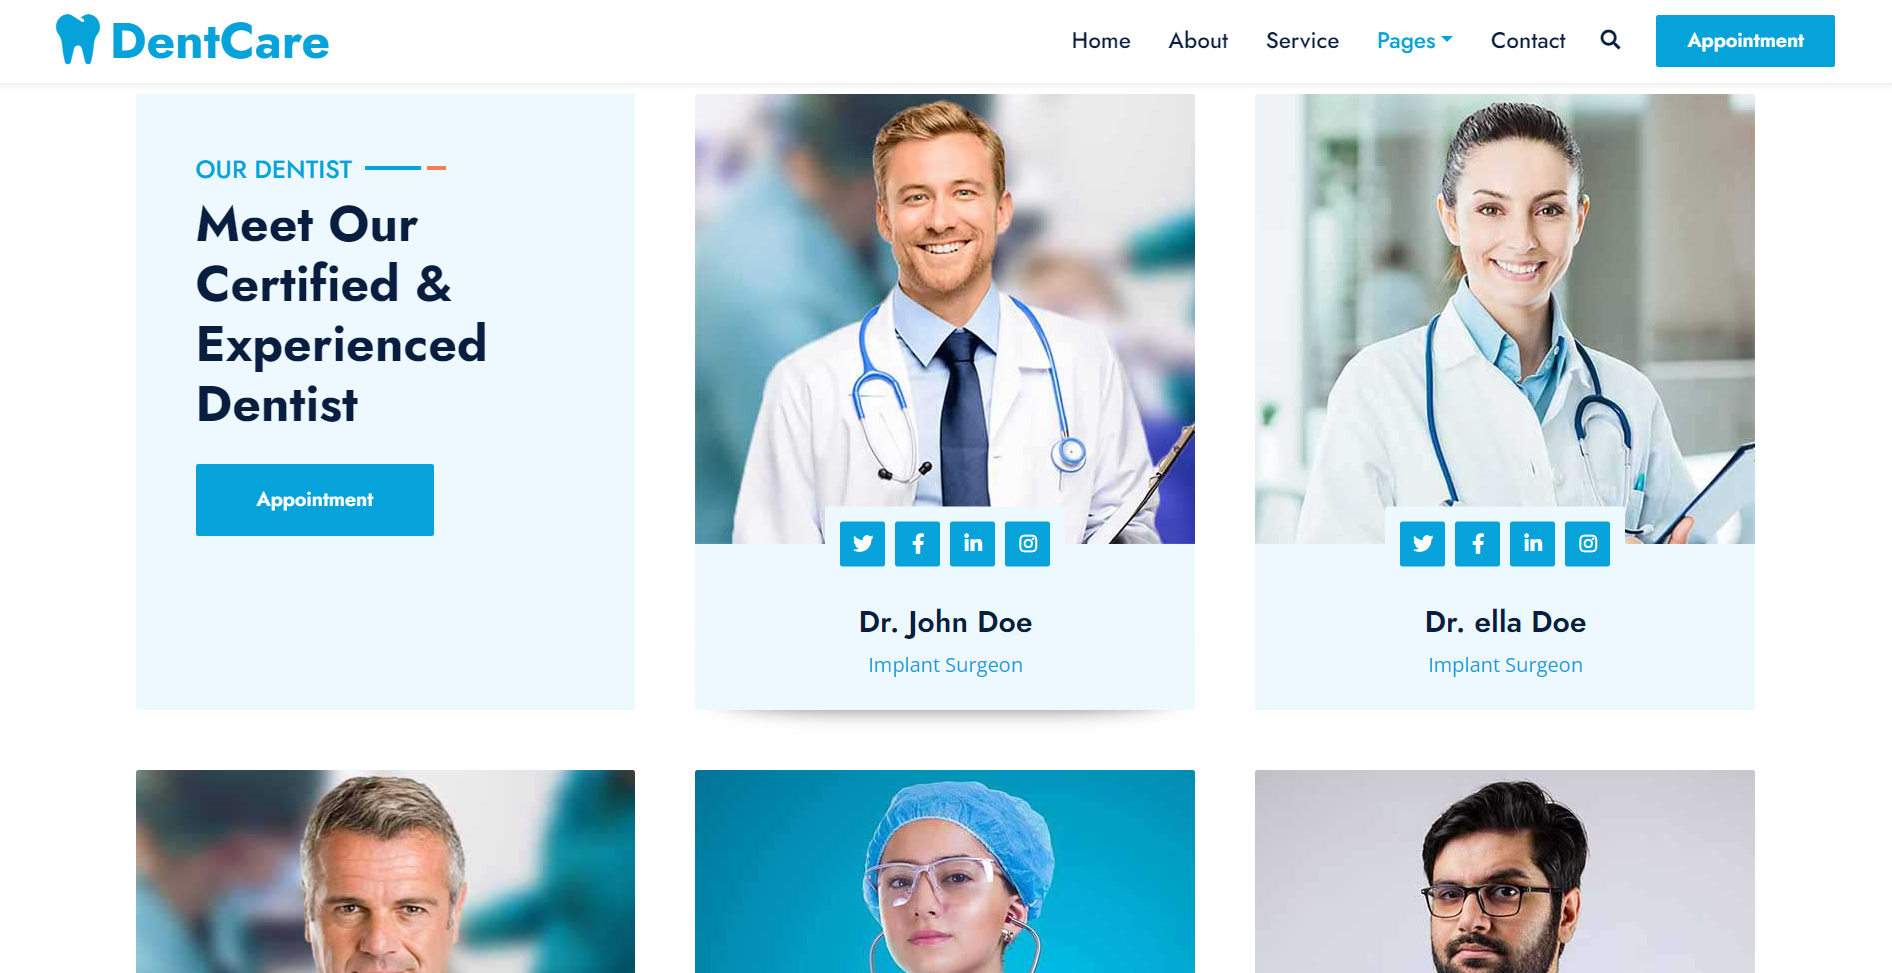 DentCare
Home About Service Pages Contact Appointment
OUR DENTIST
Meet Our
Certified &
Experienced
Dentist
Appointment
Dr. John Doe
Implant Surgeon
Dr. ella Doe
Implant Surgeon